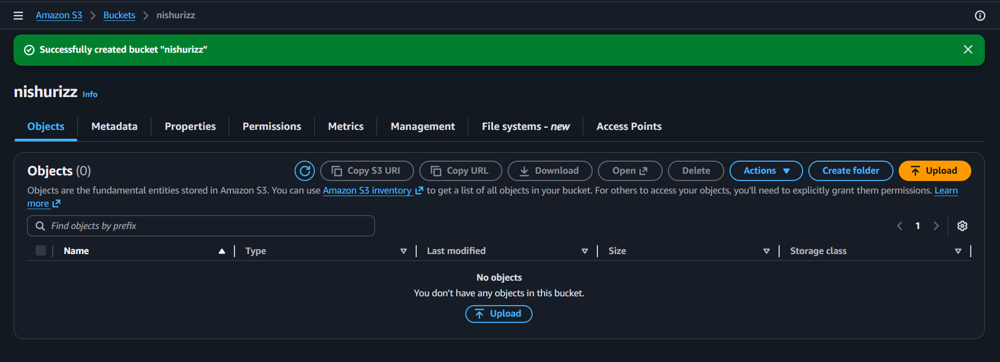 Amazon S3 > Buckets > nishurizz
Successfully created bucket "nishurizz"
nishurizz Info
Objects Metadata Properties Permissions Metrics Management File systems - new Access Points
Objects (0) Copy S3 URI Copy URL Download Open Delete Actions Create folder Upload
Objects are the fundamental entities stored in Amazon S3. You can use Amazon S3 inventory to get a list of all objects in your bucket. For others to access your objects, you'll need to explicitly grant them permissions. Learn
more
Find objects by prefix 1
Name Type Last modified Size Storage class
No objects
You don't have any objects in this bucket.
Upload